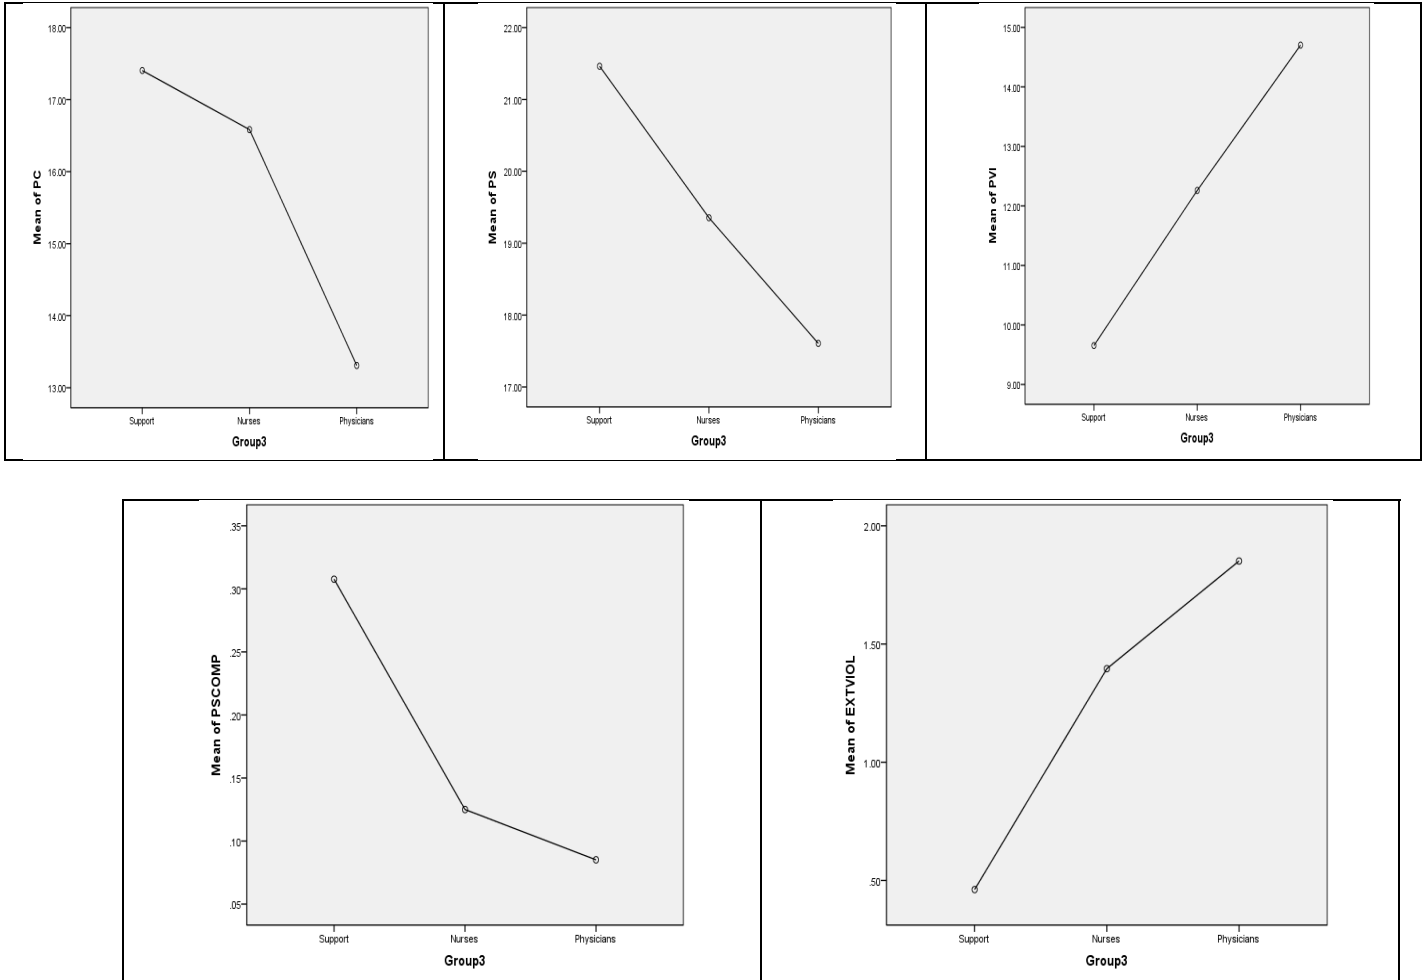 Mean of PC
18.00
17.00
16.00
15.00
14.00
13.00
Support Nurses Physicians
Group3
Mean of PS
22.00
21.00
20.00
19.00
18.00
17.00
Support Nurses Physicians
Group3
Mean of PVI
15.00
14.00
13.00
12.00
11.00
10.00
9.00
Support Nurses Physicians
Group3
Mean of PSCOMP
.35
.30
.25
.20
.15
.10
.05
Support Nurses Physicians
Group3
Mean of EXTVIOL
2.00
1.50
1.00
.50
Support Nurses Physicians
Group3